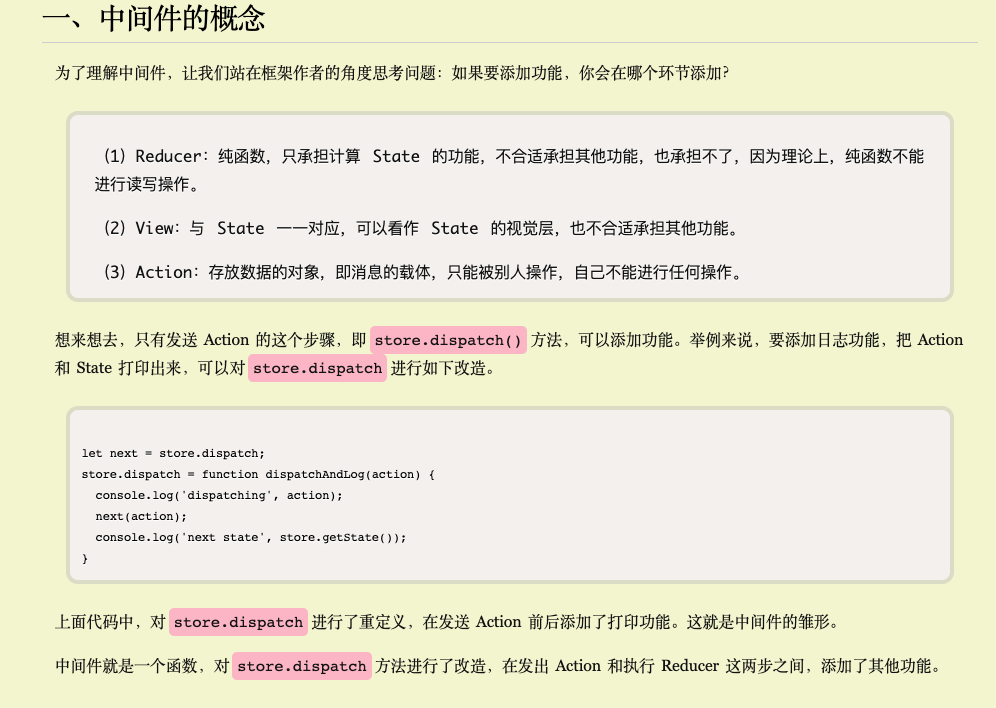 一、中间件的概念
为了理解中间件，让我们站在框架作者的角度思考问题：如果要添加功能，你会在哪个环节添加？
（1）Reducer：纯函数，只承担计算 State 的功能，不合适承担其他功能，也承担不了，因为理论上，纯函数不能
进行读写操作。
（2）View：与 State 一一对应，可以看作 State 的视觉层，也不合适承担其他功能。
（3）Action：存放数据的对象，即消息的载体，只能被别人操作，自己不能进行任何操作。
想来想去，只有发送 Action 的这个步骤，即 store.dispatch() 方法，可以添加功能。举例来说，要添加日志功能，把 Action
和 State 打印出来，可以对 store.dispatch 进行如下改造。
let next = store.dispatch;
store.dispatch = function dispatchAndLog(action) {
  console.log('dispatching', action);
  next(action);
  console.log('next state', store.getState());
}
上面代码中，对 store.dispatch 进行了重定义，在发送 Action 前后添加了打印功能。这就是中间件的雏形。
中间件就是一个函数，对 store.dispatch 方法进行了改造，在发出 Action 和执行 Reducer 这两步之间，添加了其他功能。